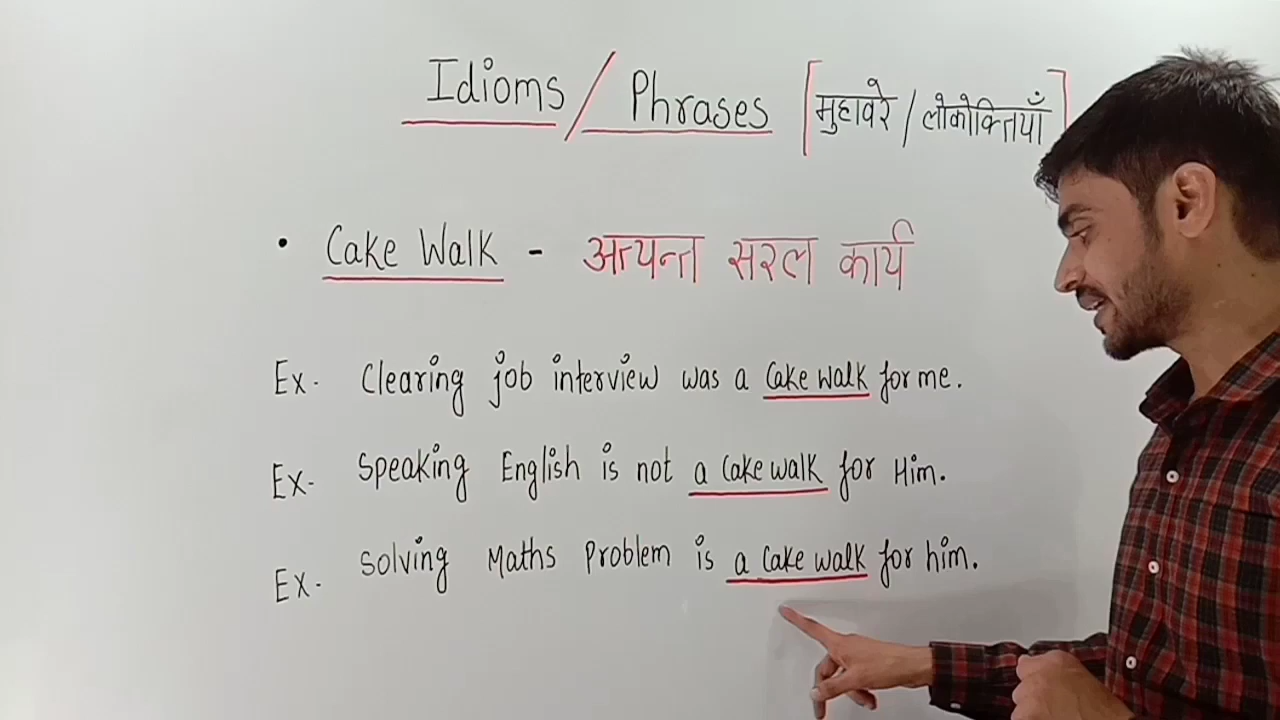 Idioms / Phrases [मुहावरे / लोकोक्तियाँ]
• Cake Walk - अत्यन्त सरल कार्य
Ex. Clearing job interview was a Cake walk for me.
Ex. Speaking English is not a Cake walk for Him.
Ex. Solving Maths Problem is a Cake walk for him.